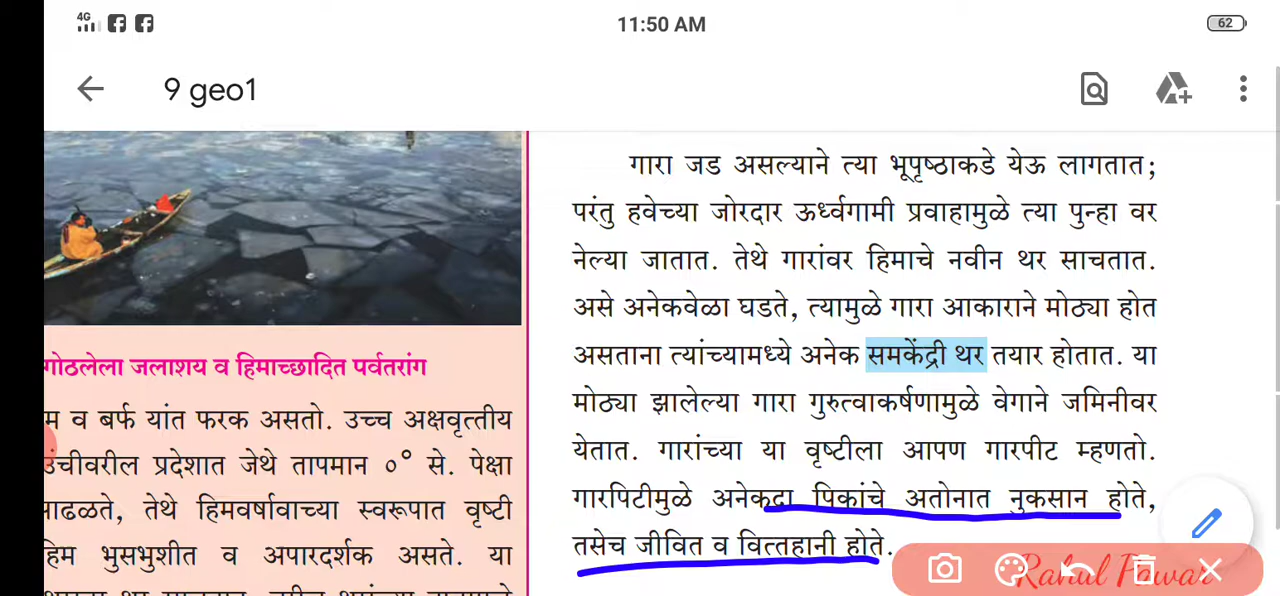 4G
11:50 AM
62
9 geo1
गोठलेला जलाशय व हिमाच्छादित पर्वतरांग
म व बर्फ यांत फरक असतो. उच्च अक्षवृत्तीय
उंचीवरील प्रदेशात जेथे तापमान ०° से. पेक्षा
आढळते, तेथे हिमवर्षावाच्या स्वरूपात वृष्टी
हिम भुसभुशीत व अपारदर्शक असते. या
गारा जड असल्याने त्या भूपृष्ठाकडे येऊ लागतात;
परंतु हवेच्या जोरदार ऊर्ध्वगामी प्रवाहामुळे त्या पुन्हा वर
नेल्या जातात. तेथे गारांवर हिमाचे नवीन थर साचतात.
असे अनेकवेळा घडते, त्यामुळे गारा आकाराने मोठ्या होत
असताना त्यांच्यामध्ये अनेक समकेंद्री थर तयार होतात. या
मोठ्या झालेल्या गारा गुरुत्वाकर्षणामुळे वेगाने जमिनीवर
येतात. गारांच्या या वृष्टीला आपण गारपीट म्हणतो.
गारपिटीमुळे अनेकदा पिकांचे अतोनात नुकसान होते,
तसेच जीवित व वित्तहानी होते.
Rahul Pawar